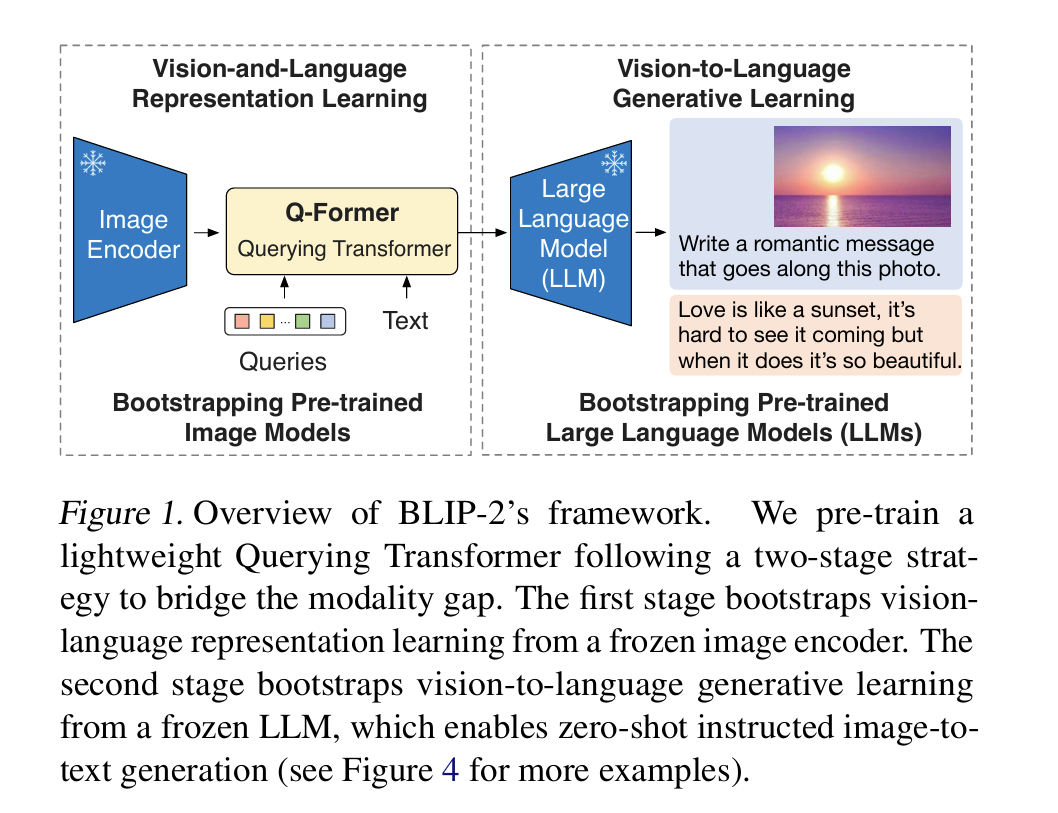 Vision-and-Language
Representation Learning
Vision-to-Language
Generative Learning
Image
Encoder
Q-Former
Querying Transformer
...
Queries
Text
Large
Language
Model
(LLM)
Write a romantic message
that goes along this photo.
Love is like a sunset, it's
hard to see it coming but
when it does it's so beautiful.
Bootstrapping Pre-trained
Image Models
Bootstrapping Pre-trained
Large Language Models (LLMs)
Figure 1. Overview of BLIP-2's framework. We pre-train a
lightweight Querying Transformer following a two-stage strat-
egy to bridge the modality gap. The first stage bootstraps vision-
language representation learning from a frozen image encoder. The
second stage bootstraps vision-to-language generative learning
from a frozen LLM, which enables zero-shot instructed image-to-
text generation (see Figure 4 for more examples).